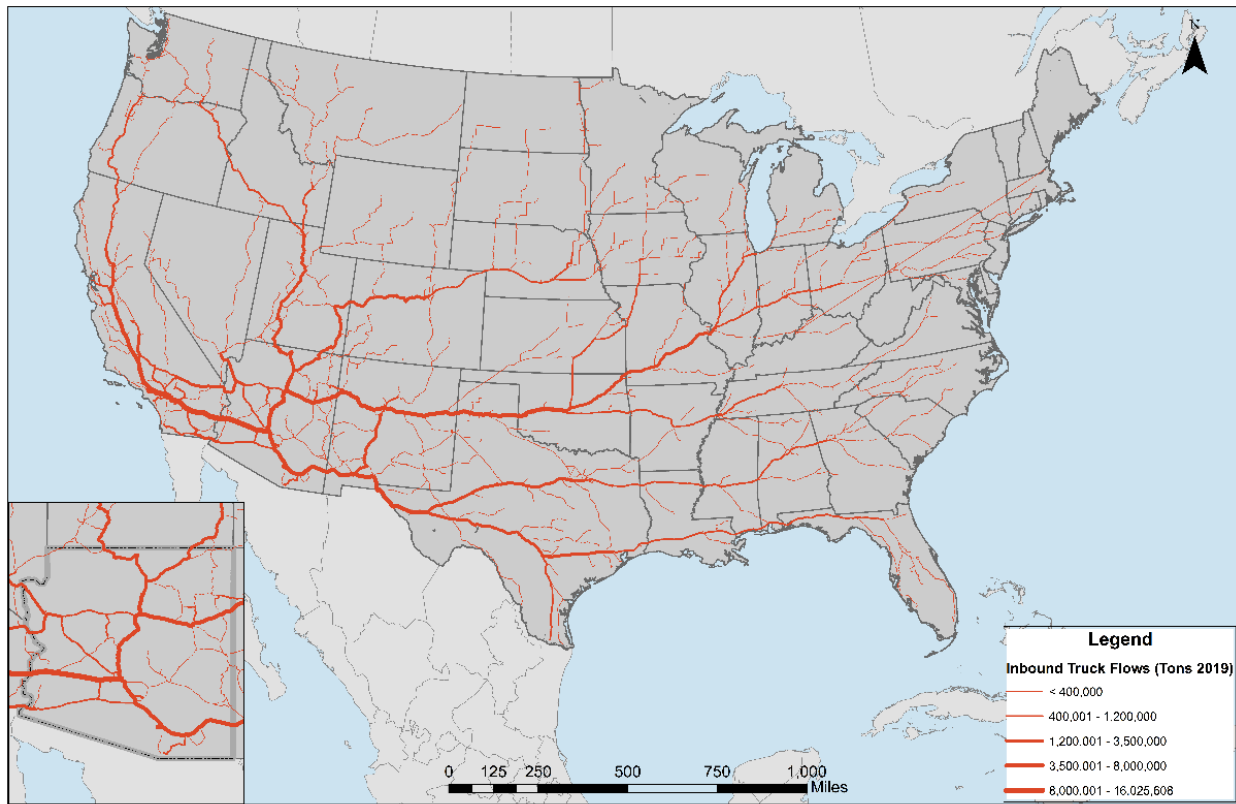 N
Legend
Inbound Truck Flows (Tons 2019)
< 400,000
400,001 - 1,200,000
1,200,001 - 3,500,000
3,500,001 - 8,000,000
8,000,001 - 16,025,608
0 125 250 500 750 1,000
Miles